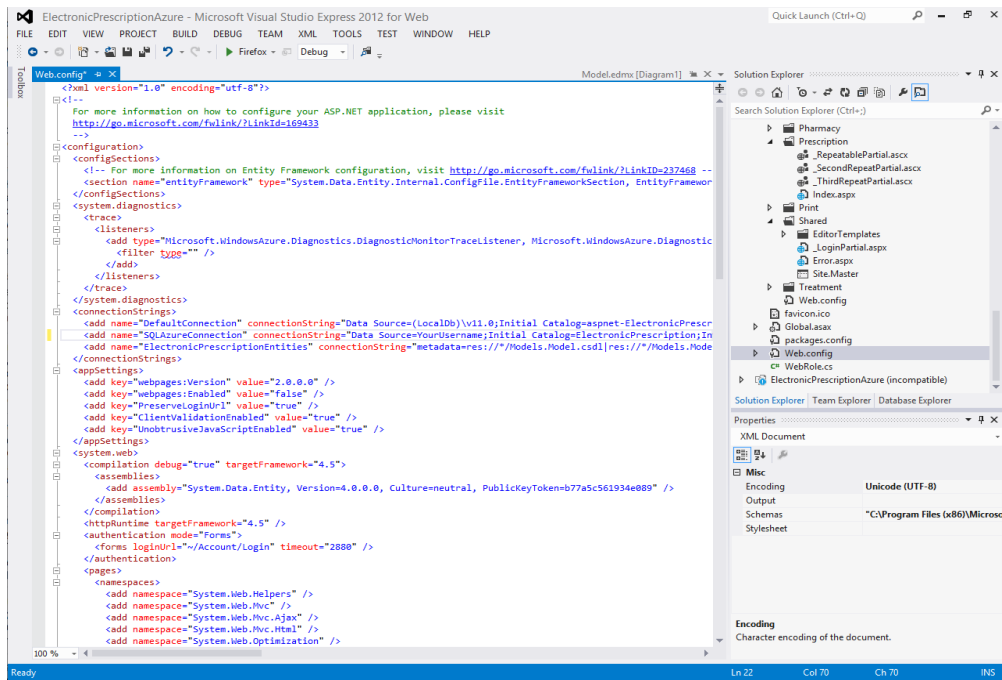 ElectronicPrescriptionAzure - Microsoft Visual Studio Express 2012 for Web
Quick Launch (Ctrl+Q)
FILE EDIT VIEW PROJECT BUILD DEBUG TEAM XML TOOLS TEST WINDOW HELP
Firefox Debug
Toolbox
Web.config*
Model.edmx [Diagram1]
<?xml version="1.0" encoding="utf-8"?>
<!--
For more information on how to configure your ASP.NET application, please visit
http://go.microsoft.com/fwlink/?LinkId=169433
-->
<configuration>
<configSections>
<!-- For more information on Entity Framework configuration, visit http://go.microsoft.com/fwlink/?LinkID=237468 --
<section name="entityFramework" type="System.Data.Entity.Internal.ConfigFile.EntityFrameworkSection, EntityFramewor
</configSections>
<system.diagnostics>
<trace>
<listeners>
<add type="Microsoft.WindowsAzure.Diagnostics.DiagnosticMonitorTraceListener, Microsoft.WindowsAzure.Diagnostic
<filter type="" />
</add>
</listeners>
</trace>
</system.diagnostics>
<connectionStrings>
<add name="DefaultConnection" connectionString="Data Source=(LocalDb)\v11.0;Initial Catalog=aspnet-ElectronicPrescr
<add name="SQLAzureConnection" connectionString="Data Source=YourUsername;Initial Catalog=ElectronicPrescription;In
<add name="ElectronicPrescriptionEntities" connectionString="metadata=res://*/Models.Model.csdl|res://*/Models.Mode
</connectionStrings>
<appSettings>
<add key="webpages:Version" value="2.0.0.0" />
<add key="webpages:Enabled" value="false" />
<add key="PreserveLoginUrl" value="true" />
<add key="ClientValidationEnabled" value="true" />
<add key="UnobtrusiveJavaScriptEnabled" value="true" />
</appSettings>
<system.web>
<compilation debug="true" targetFramework="4.5">
<assemblies>
<add assembly="System.Data.Entity, Version=4.0.0.0, Culture=neutral, PublicKeyToken=b77a5c561934e089" />
</assemblies>
</compilation>
<httpRuntime targetFramework="4.5" />
<authentication mode="Forms">
<forms loginUrl="~/Account/Login" timeout="2880" />
</authentication>
<pages>
<namespaces>
<add namespace="System.Web.Helpers" />
<add namespace="System.Web.Mvc" />
<add namespace="System.Web.Mvc.Ajax" />
<add namespace="System.Web.Mvc.Html" />
<add namespace="System.Web.Optimization" />
100 %
Solution Explorer
Search Solution Explorer (Ctrl+;)
Pharmacy
Prescription
_RepeatablePartial.ascx
_SecondRepeatPartial.ascx
_ThirdRepeatPartial.ascx
Index.aspx
Print
Shared
EditorTemplates
_LoginPartial.aspx
Error.aspx
Site.Master
Treatment
Web.config
favicon.ico
Global.asax
packages.config
Web.config
C# WebRole.cs
ElectronicPrescriptionAzure (incompatible)
Solution Explorer Team Explorer Database Explorer
Properties
XML Document
Misc
Encoding Unicode (UTF-8)
Output
Schemas "C:\Program Files (x86)\Microsc
Stylesheet
Encoding
Character encoding of the document.
Ready Ln 22 Col 70 Ch 70 INS